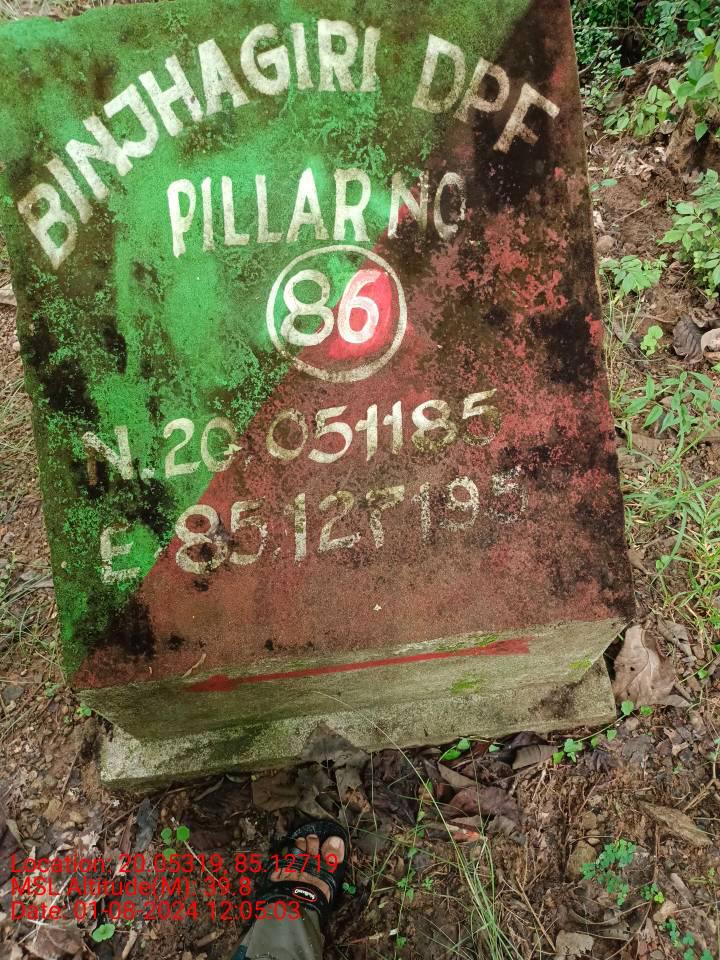 BINJHAGIRI DPF
PILLAR NO
86
N. 20.051185
E-85.127195
Location: 20.05319, 85.12719
MSL Altitude(M): 39.8
Date: 01-08-2024 12:05:03